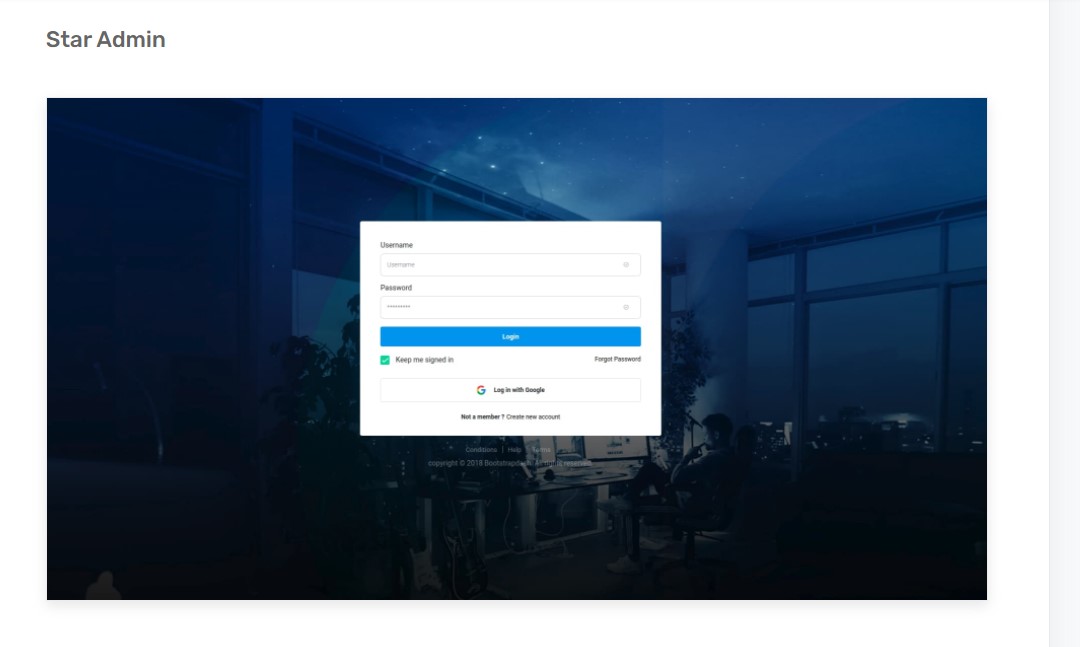 Star Admin
Username
Username
Password
*********
Login
Keep me signed in Forgot Password
Log in with Google
Not a member ? Create new account
Conditions | Help | Terms
copyright © 2018 Bootstrapdash. All rights reserved.